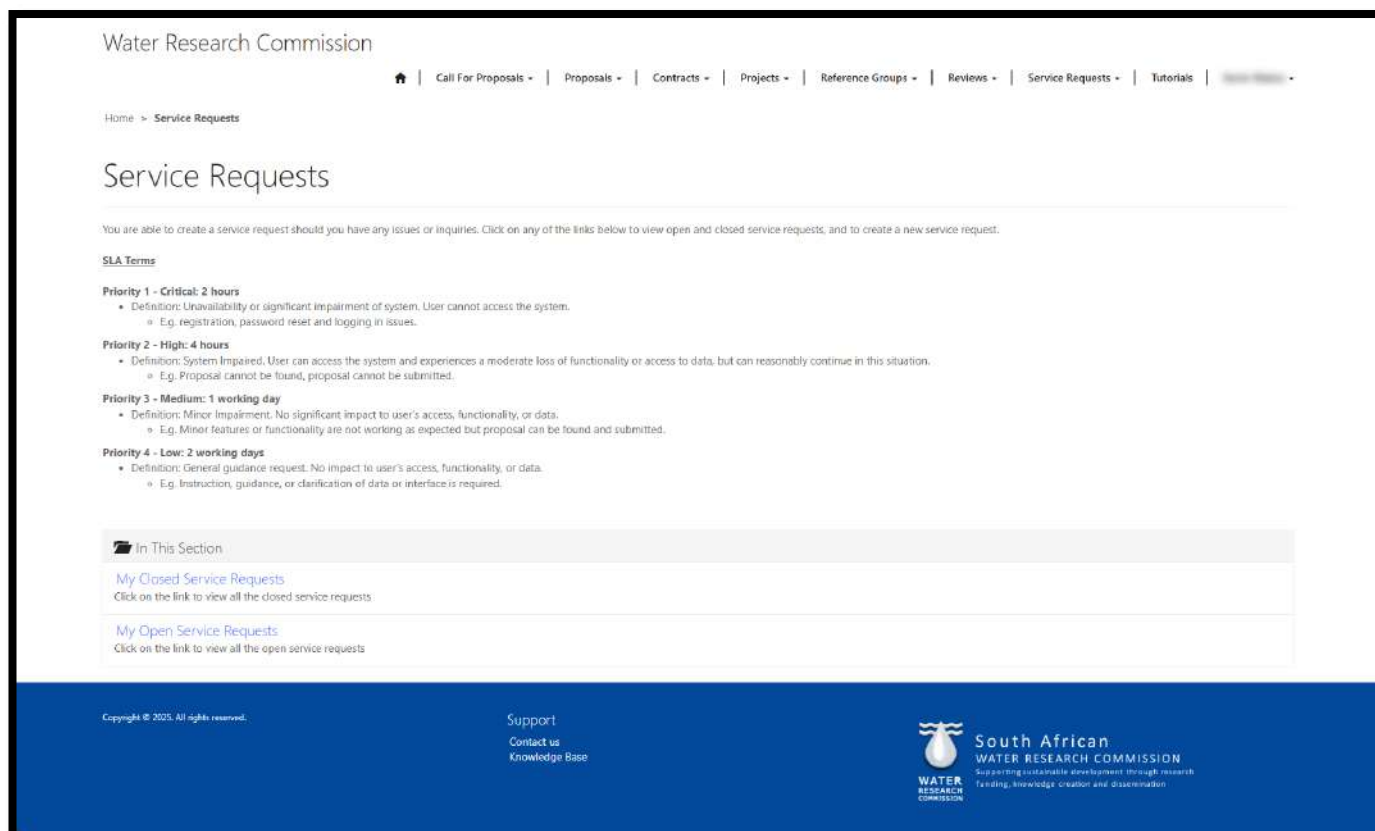 Water Research Commission
Call For Proposals | Proposals | Contracts | Projects | Reference Groups | Reviews | Service Requests | Tutorials |
Home > Service Requests
Service Requests
You are able to create a service request should you have any issues or inquiries. Click on any of the links below to view open and closed service requests, and to create a new service request.
SLA Terms
Priority 1 - Critical: 2 hours
• Definition: Unavailability or significant impairment of system. User cannot access the system.
o E.g. registration, password reset and logging in issues.
Priority 2 - High: 4 hours
• Definition: System Impaired. User can access the system and experiences a moderate loss of functionality or access to data, but can reasonably continue in this situation.
o E.g. Proposal cannot be found, proposal cannot be submitted.
Priority 3 - Medium: 1 working day
• Definition: Minor Impairment. No significant impact to user's access, functionality, or data.
o E.g. Minor features or functionality are not working as expected but proposal can be found and submitted.
Priority 4 - Low: 2 working days
• Definition: General guidance request. No impact to user's access, functionality, or data.
o E.g. Instruction, guidance, or clarification of data or interface is required.
In This Section
My Closed Service Requests
Click on the link to view all the closed service requests
My Open Service Requests
Click on the link to view all the open service requests
Copyright © 2025. All rights reserved.
Support
Contact us
Knowledge Base
WATER
RESEARCH
COMMISSION
South African
WATER RESEARCH COMMISSION
Supporting sustainable development through research
funding, knowledge creation and dissemination